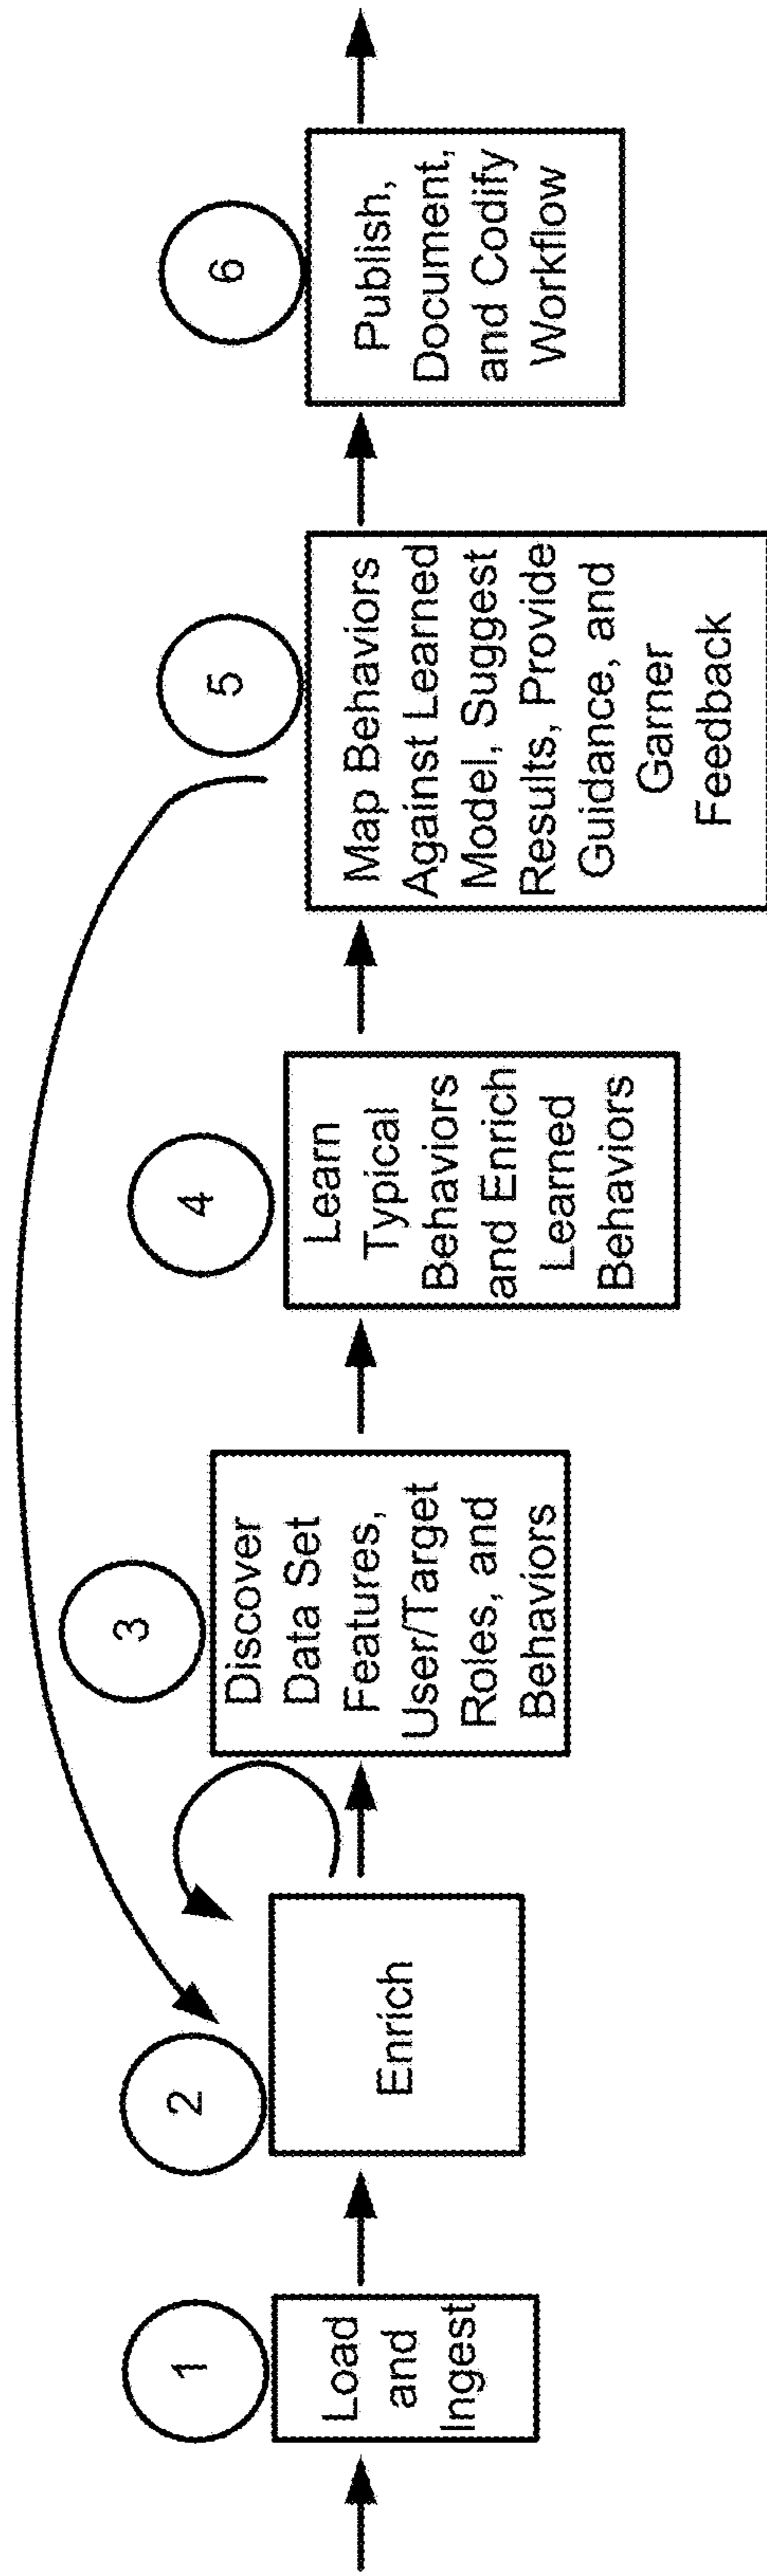 1
Load
and
Ingest
2
Enrich
3
Discover
Data Set
Features,
User/Target
Roles, and
Behaviors
4
Learn
Typical
Behaviors
and Enrich
Learned
Behaviors
5
Map Behaviors
Against Learned
Model, Suggest
Results, Provide
Guidance, and
Garner
Feedback
6
Publish,
Document,
and Codify
Workflow